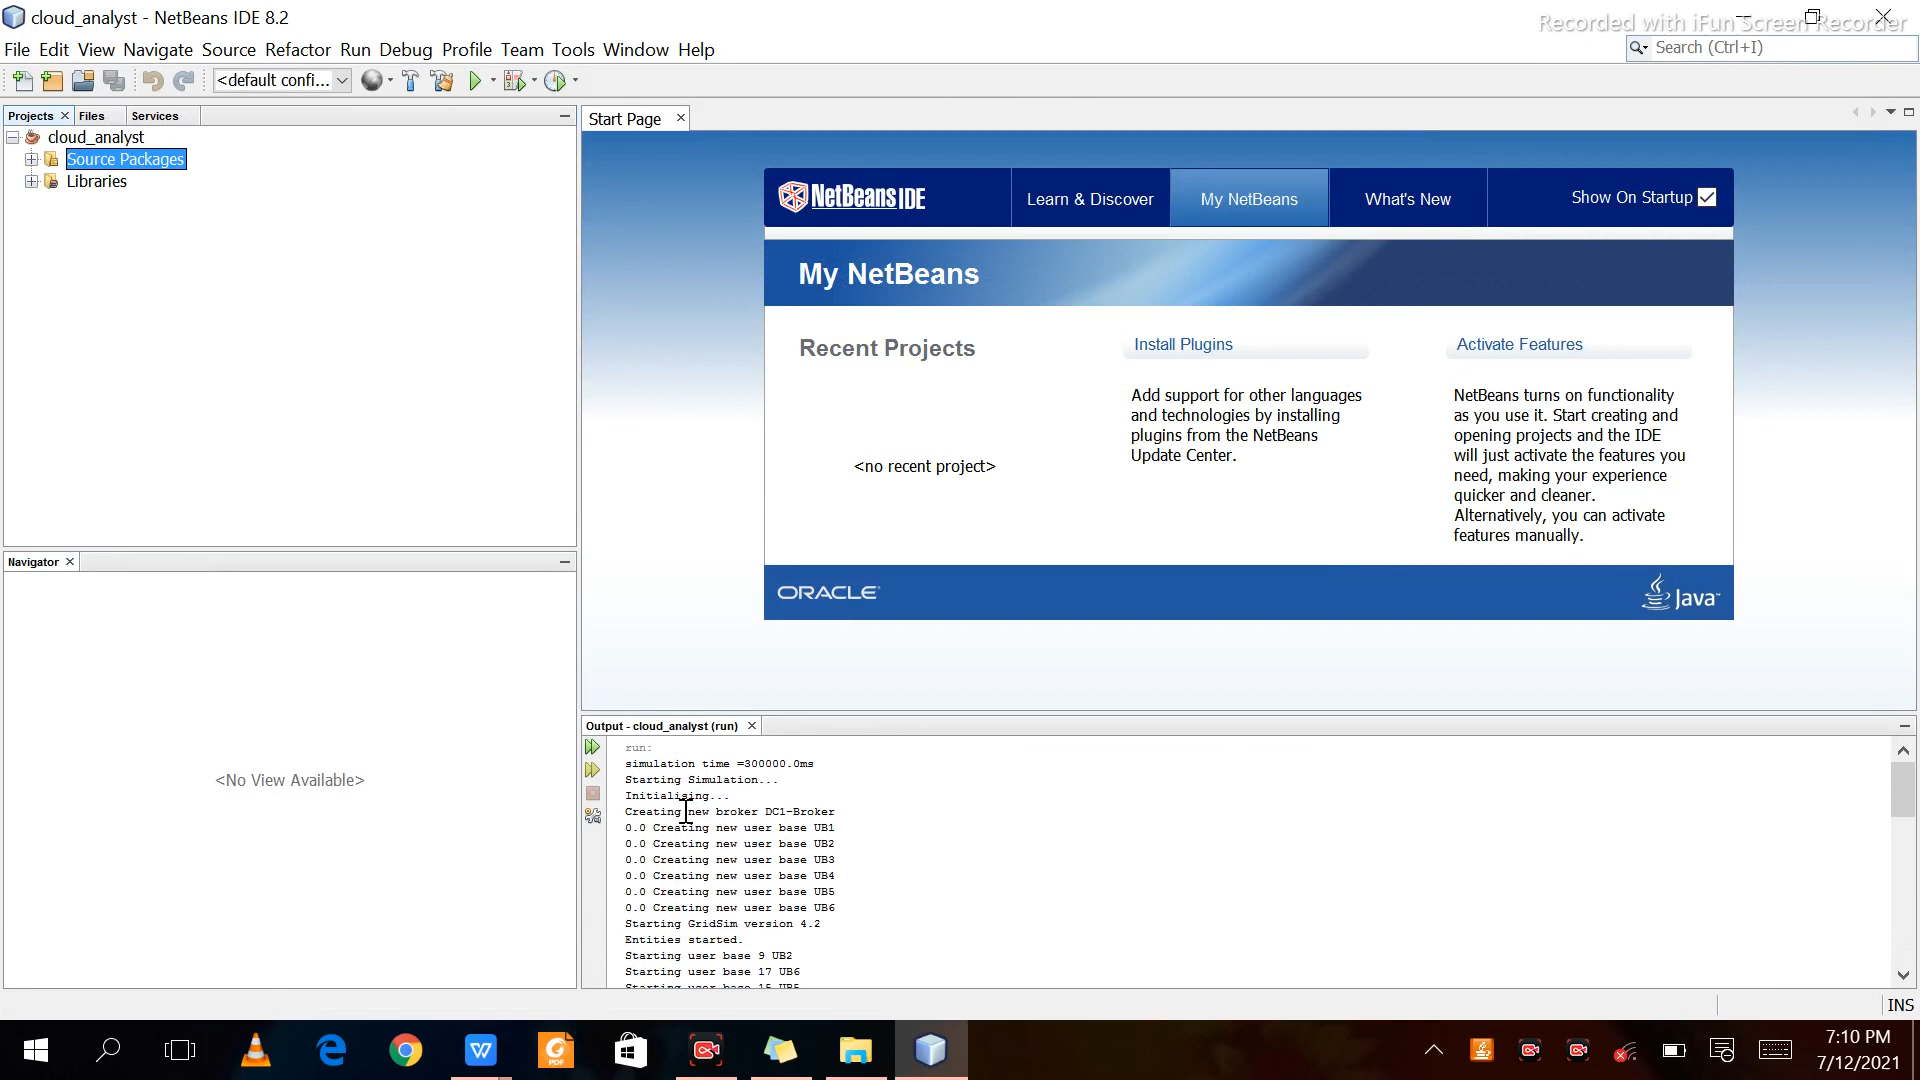 cloud_analyst - NetBeans IDE 8.2
Recorded with iFun Screen Recorder
File Edit View Navigate Source Refactor Run Debug Profile Team Tools Window Help
Search (Ctrl+I)
<default confi...
Projects Files Services
cloud_analyst
Source Packages
Libraries
Start Page
NetBeans IDE
Learn & Discover
My NetBeans
What's New
Show On Startup
My NetBeans
Recent Projects
<no recent project>
Install Plugins
Add support for other languages
and technologies by installing
plugins from the NetBeans
Update Center.
Activate Features
NetBeans turns on functionality
as you use it. Start creating and
opening projects and the IDE
will just activate the features you
need, making your experience
quicker and cleaner.
Alternatively, you can activate
features manually.
ORACLE
Java
Navigator
<No View Available>
Output - cloud_analyst (run)
run:
simulation time =300000.0ms
Starting Simulation...
Initialising...
Creating new broker DC1-Broker
0.0 Creating new user base UB1
0.0 Creating new user base UB2
0.0 Creating new user base UB3
0.0 Creating new user base UB4
0.0 Creating new user base UB5
0.0 Creating new user base UB6
Starting GridSim version 4.2
Entities started.
Starting user base 9 UB2
Starting user base 17 UB6
Starting user base 15 UB5
INS
W
PDF
7:10 PM
7/12/2021